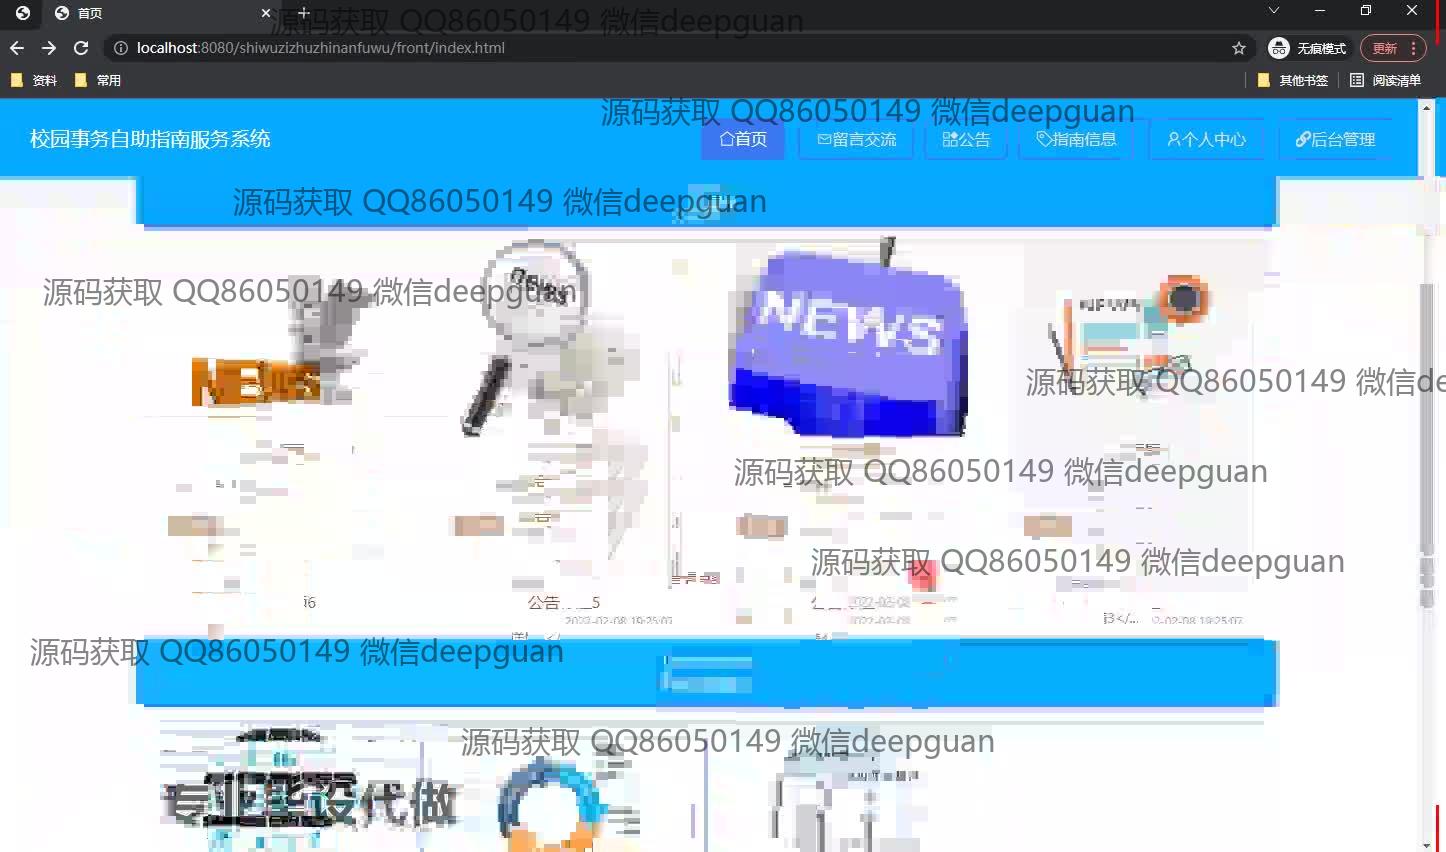 首页
源码获取 QQ86050149 微信deepguan
localhost:8080/shiwuzizhuzhinanfuwu/front/index.html
无痕模式
更新
资料
常用
其他书签
阅读清单
源码获取 QQ86050149 微信deepguan
校园事务自助指南服务系统
首页
留言交流
公告
指南信息
个人中心
后台管理
源码获取 QQ86050149 微信deepguan
源码获取 QQ86050149 微信deepguan
NEWS
源码获取 QQ86050149 微信de
源码获取 QQ86050149 微信deepguan
源码获取 QQ86050149 微信deepguan
公告
5
2022-02-08 19:25:07
源码获取 QQ86050149 微信deepguan
源码获取 QQ86050149 微信deepguan
专业毕设代做